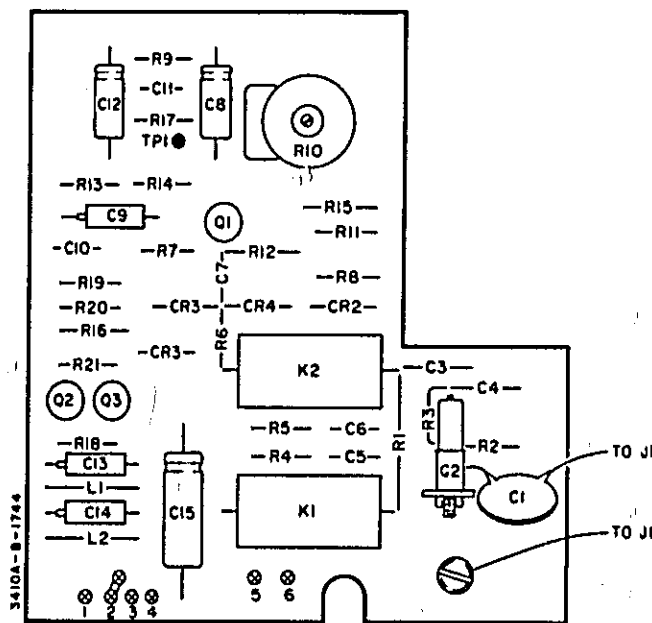 R9
C12
C11
C8
R17
TP1
R10
R13
R14
C9
Q1
R15
R11
C10
R7
R12
C7
R19
R8
R20
CR3
CR4
CR2
R16
R6
CR3
R21
K2
C3
Q2
Q3
C4
R3
R1
R5
C6
R2
R18
C13
R4
C5
G2
TO J1
L1
C14
C15
K1
C1
L2
TO J1
3410A-B-1744
1
2
3
4
5
6